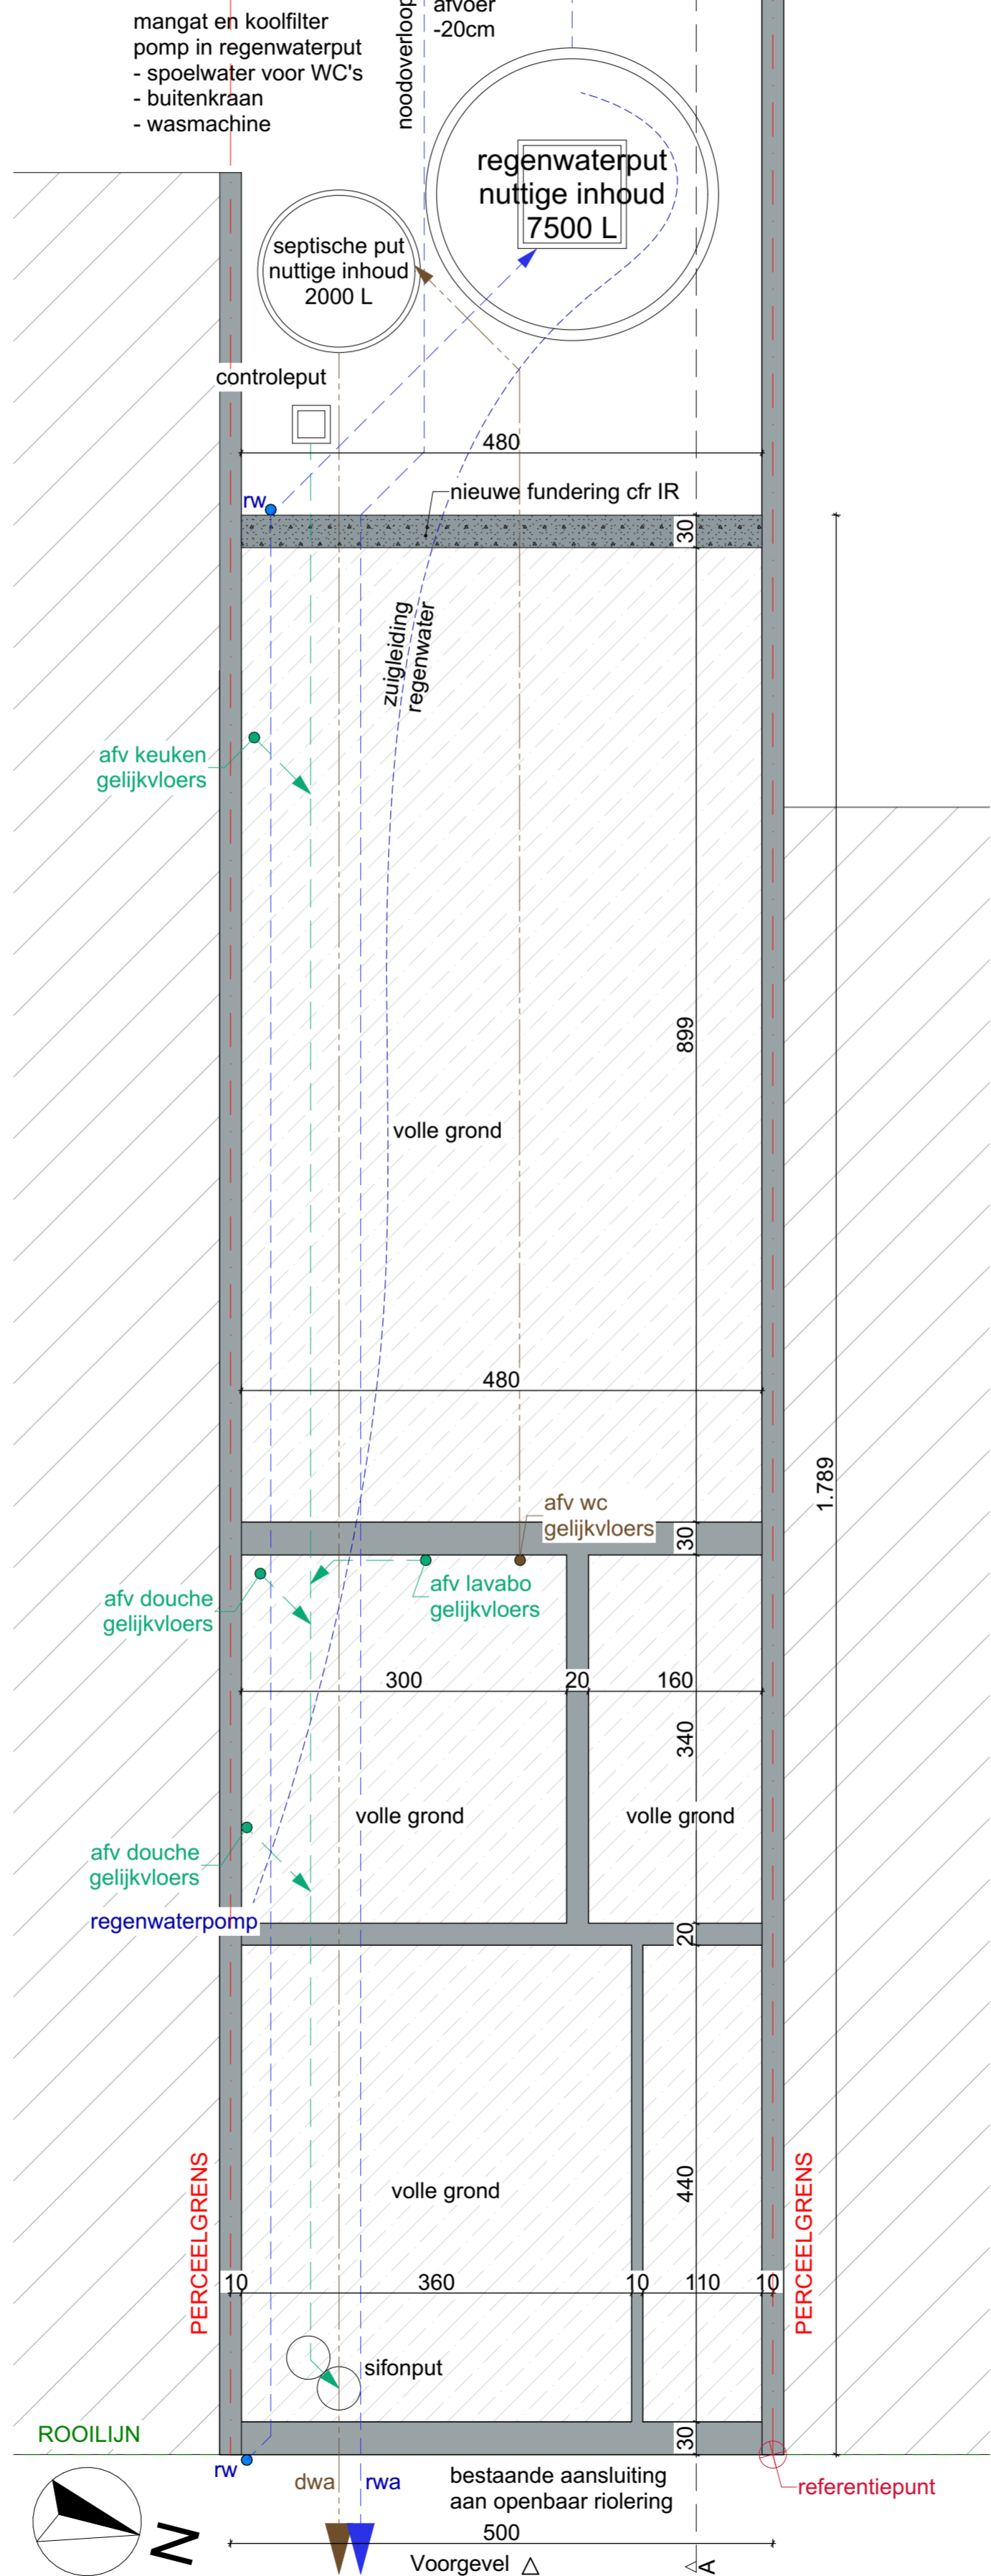 mangat en koolfilter
pomp in regenwaterput
- spoelwater voor WC's
- buitenkraan
- wasmachine
noodoverloop
afvoer
-20cm
regenwaterput
nuttige inhoud
7500 L
septische put
nuttige inhoud
2000 L
controleput
480
rw
nieuwe fundering cfr IR
30
zuigleiding
regenwater
afv keuken
gelijkvloers
899
volle grond
480
1.789
afv wc
gelijkvloers
30
afv douche
gelijkvloers
afv lavabo
gelijkvloers
300
20
160
340
volle grond
volle grond
afv douche
gelijkvloers
regenwaterpomp
20
volle grond
440
PERCEELGRENS
PERCEELGRENS
10
360
10
110
10
sifonput
ROOILIJN
30
rw
dwa
rwa
bestaande aansluiting
aan openbaar riolering
referentiepunt
N
500
Voorgevel
A